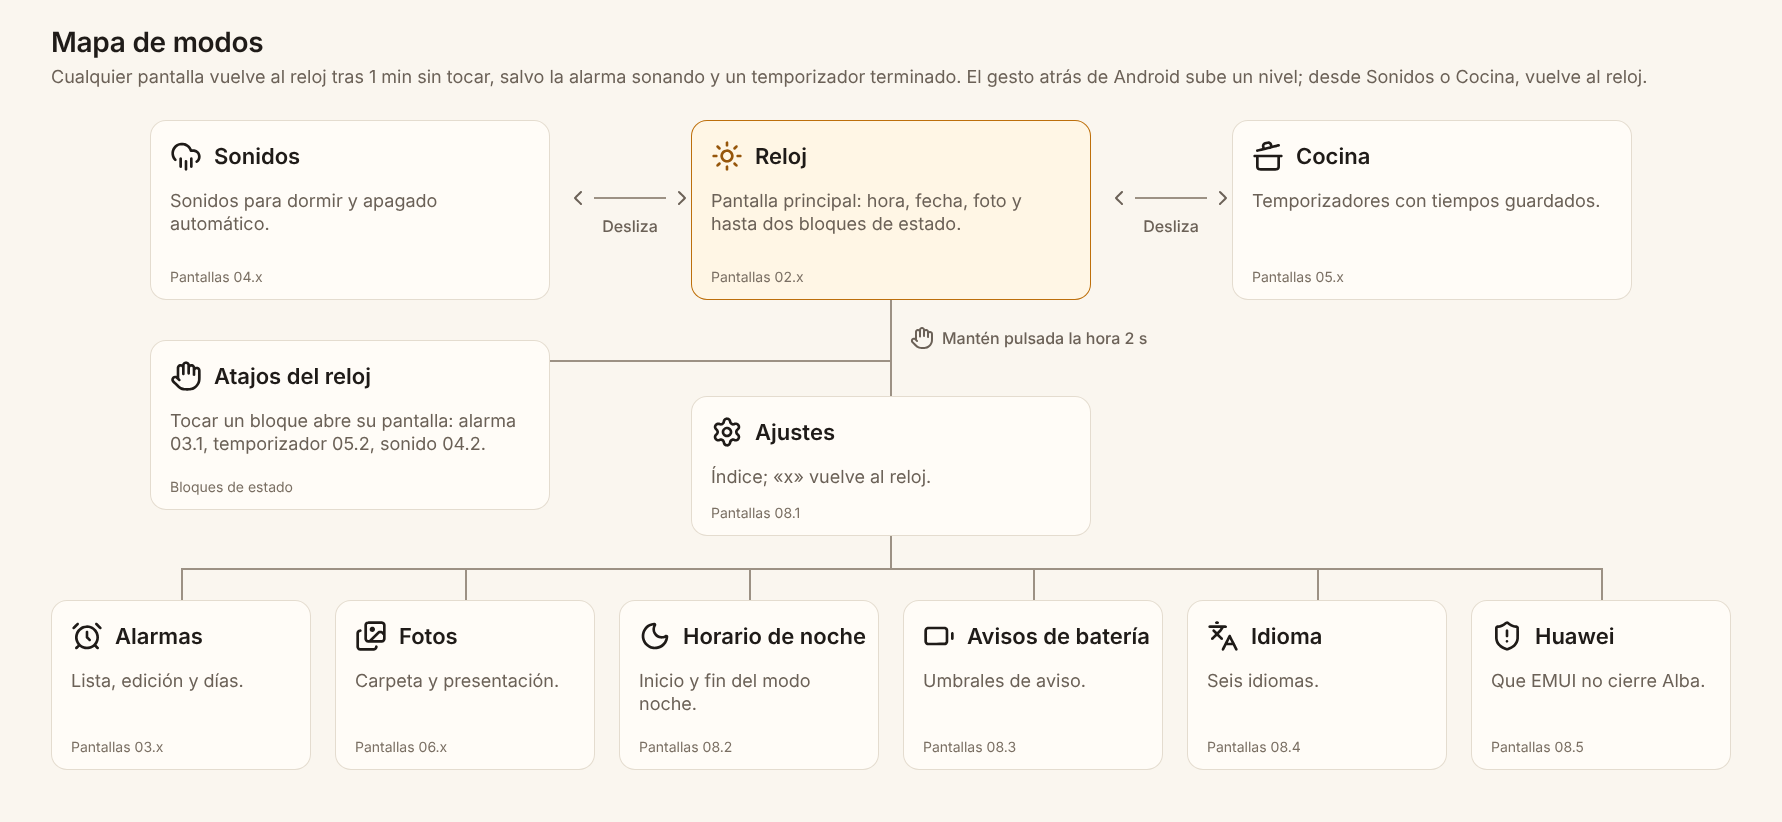 Mapa de modos
Cualquier pantalla vuelve al reloj tras 1 min sin tocar, salvo la alarma sonando y un temporizador terminado. El gesto atrás de Android sube un nivel; desde Sonidos o Cocina, vuelve al reloj.
Sonidos
Sonidos para dormir y apagado
automático.
Pantallas 04.x
Desliza
Reloj
Pantalla principal: hora, fecha, foto y
hasta dos bloques de estado.
Pantallas 02.x
Desliza
Cocina
Temporizadores con tiempos guardados.
Pantallas 05.x
Mantén pulsada la hora 2 s
Atajos del reloj
Tocar un bloque abre su pantalla: alarma
03.1, temporizador 05.2, sonido 04.2.
Bloques de estado
Ajustes
Índice; «x» vuelve al reloj.
Pantallas 08.1
Alarmas
Lista, edición y días.
Pantallas 03.x
Fotos
Carpeta y presentación.
Pantallas 06.x
Horario de noche
Inicio y fin del modo
noche.
Pantallas 08.2
Avisos de batería
Umbrales de aviso.
Pantallas 08.3
Idioma
Seis idiomas.
Pantallas 08.4
Huawei
Que EMUI no cierre Alba.
Pantallas 08.5